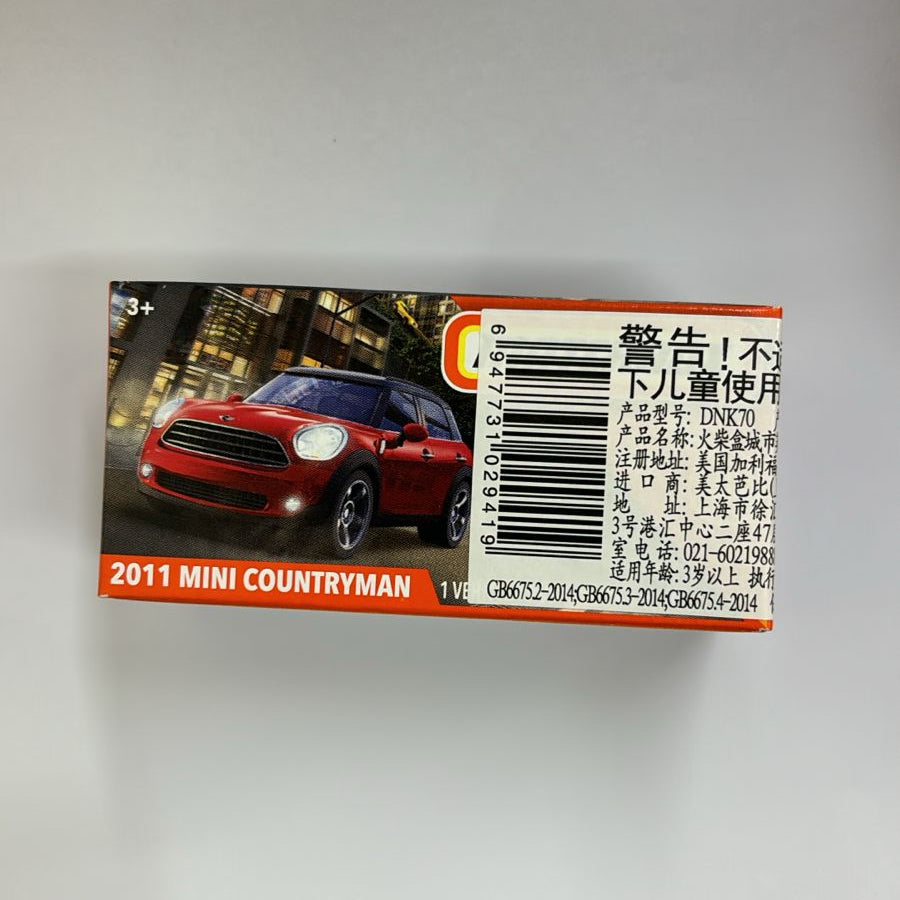 3+
2011 MINI COUNTRYMAN
6947731029419
警告!不
下儿童使用
产品型号: DNK70
产品名称:火柴盒城市
注册地址:美国加利福
进口商:美太芭比
地址:上海市徐汇
3号港汇中心二座47
室电话:021-6021988
适用年龄:3岁以上 执行
GB6675.2-2014;GB6675.3-2014;GB6675.4-2014